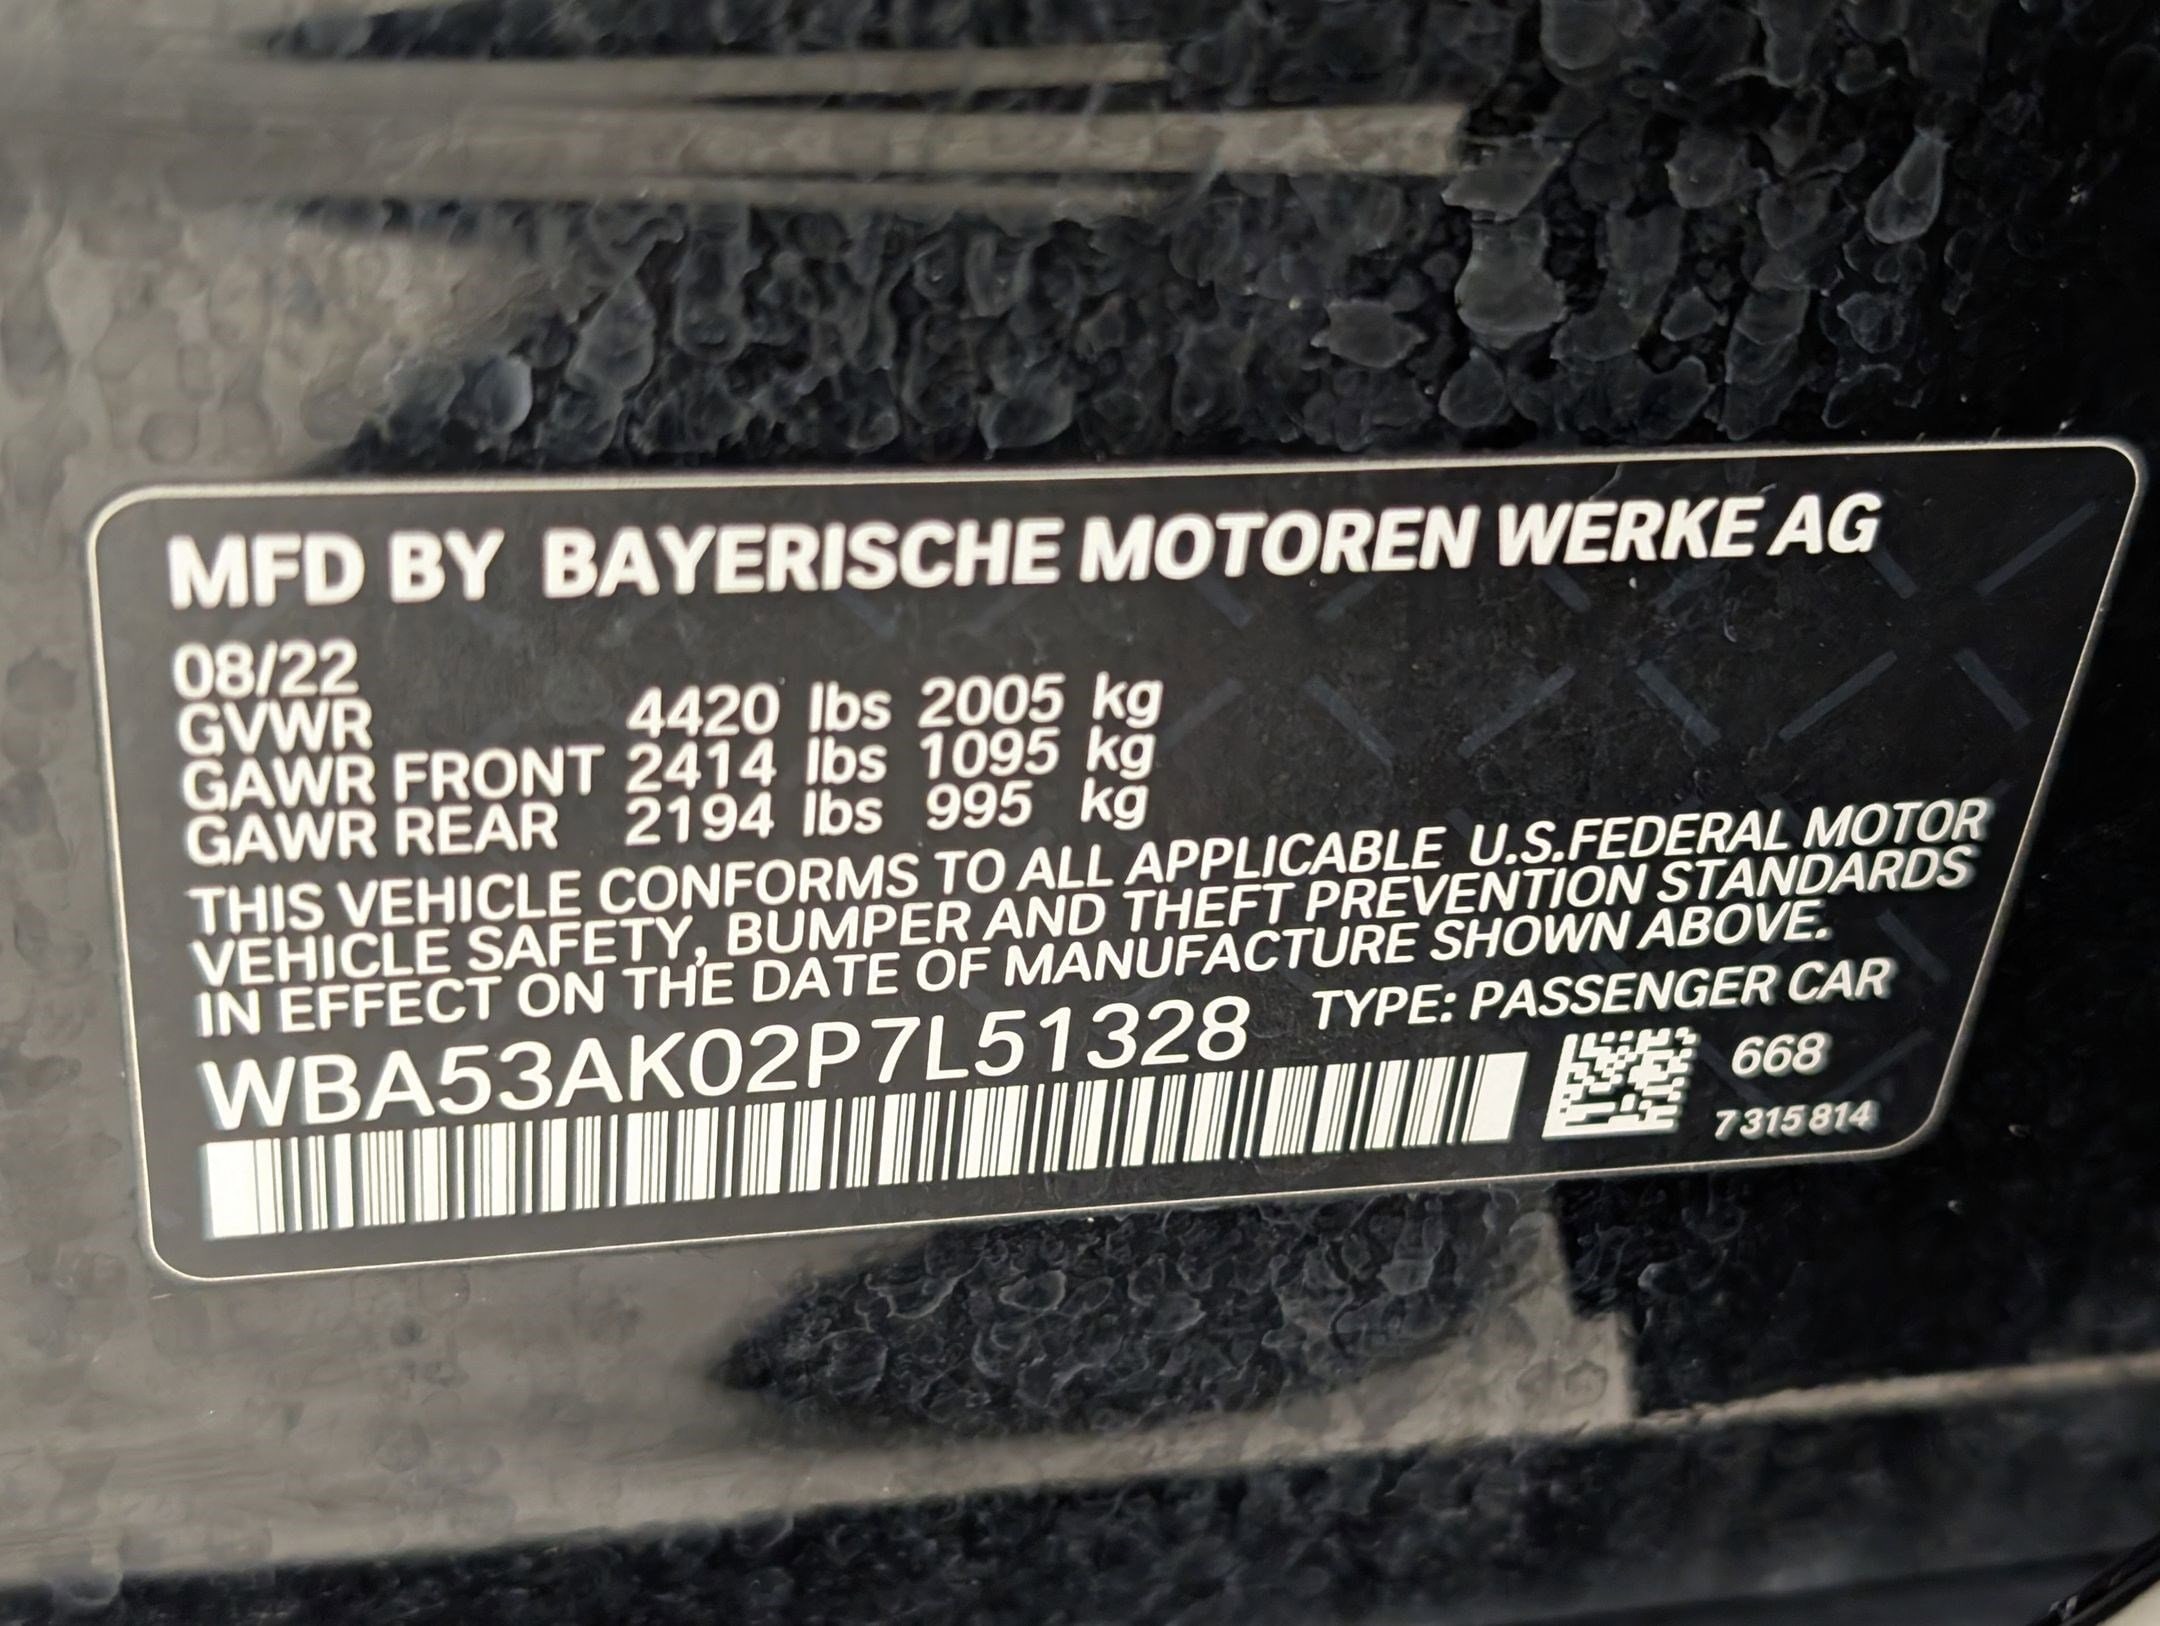 MFD BY BAYERISCHE MOTOREN WERKE AG
08/22
GVWR 4420 lbs 2005 kg
GAWR FRONT 2414 lbs 1095 kg
GAWR REAR 2194 lbs 995 kg
THIS VEHICLE CONFORMS TO ALL APPLICABLE U.S.FEDERAL MOTOR
VEHICLE SAFETY, BUMPER AND THEFT PREVENTION STANDARDS
IN EFFECT ON THE DATE OF MANUFACTURE SHOWN ABOVE.
WBA53AK02P7L51328 TYPE: PASSENGER CAR
668
7 315 814